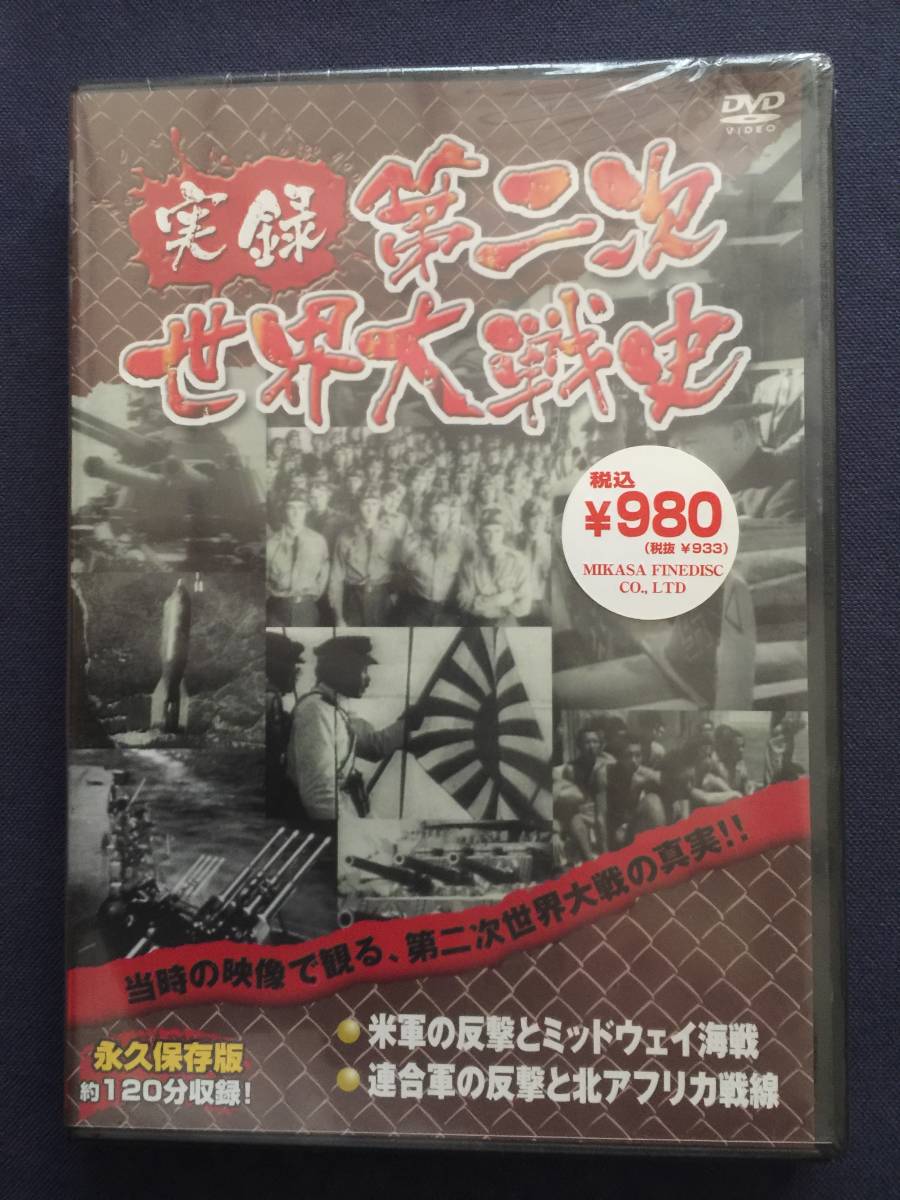 DVD
VIDEO
実録 第二次
世界大戦史
税込
¥980
(税抜 ¥933)
MIKASA FINEDISC
CO., LTD
当時の映像で観る、第二次世界大戦の真実!!
永久保存版
約120分収録!
米軍の反撃とミッドウェイ海戦
連合軍の反撃と北アフリカ戦線